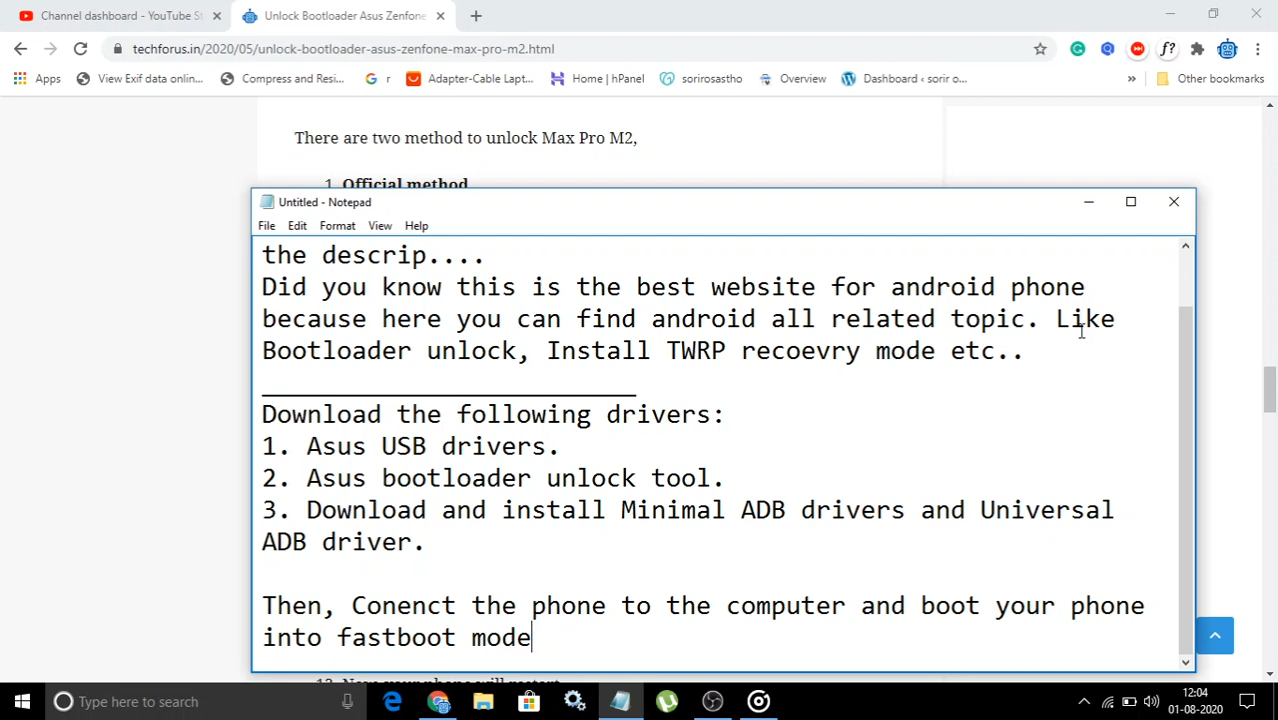 Channel dashboard - YouTube St
Unlock Bootloader Asus Zenfone
techforus.in/2020/05/unlock-bootloader-asus-zenfone-max-pro-m2.html
Apps
View Exif data onlin...
Compress and Resi...
r
Adapter-Cable Lapt...
Home | hPanel
sorirosastho
Overview
Dashboard ‹ sorir o...
»
Other bookmarks
There are two method to unlock Max Pro M2,
1. Official method
Untitled - Notepad
File Edit Format View Help
the descrip....
Did you know this is the best website for android phone
because here you can find android all related topic. Like
Bootloader unlock, Install TWRP recoevry mode etc..
_________________________
Download the following drivers:
1. Asus USB drivers.
2. Asus bootloader unlock tool.
3. Download and install Minimal ADB drivers and Universal
ADB driver.
Then, Conenct the phone to the computer and boot your phone
into fastboot mode
Type here to search
12:04
01-08-2020